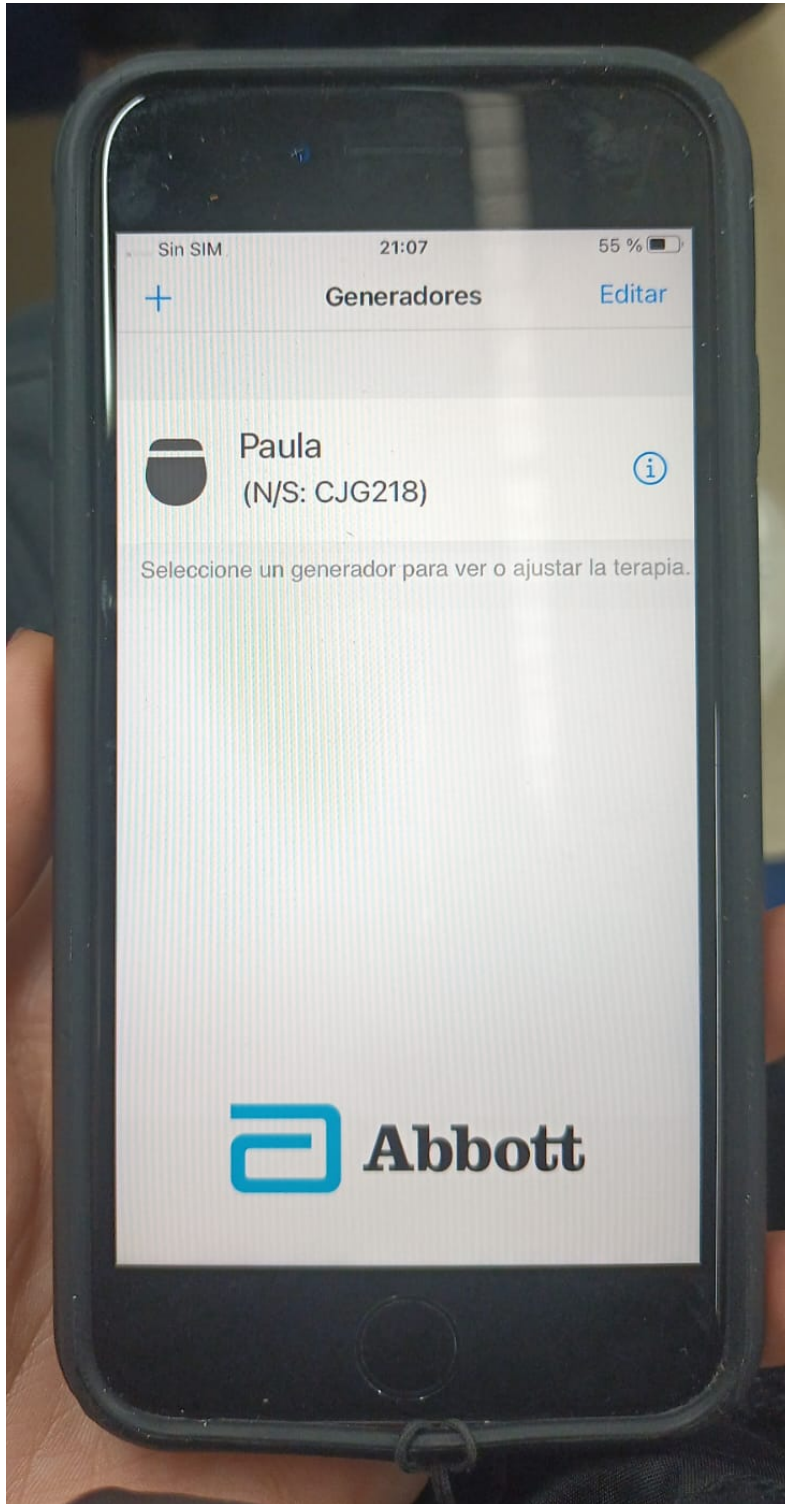 Sin SIM 21:07 55 %
+ Generadores Editar
Paula
(N/S: CJG218)
i
Seleccione un generador para ver o ajustar la terapia.
a Abbott